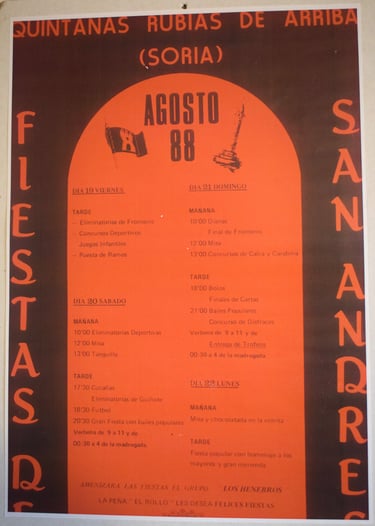 QUINTANAS RUBIAS DE ARRIBA
(SORIA)
FIESTAS DE
SAN ANDRES
AGOSTO
88
DIA 19 VIERNES
TARDE
- Eliminatorias de Frontenis
- Concursos Deportivos
Juegos Infantiles
- Puesta de Ramos
DIA 20 SABADO
MAÑANA
10'00 Eliminatorias Deportivas
12'00 Misa
13'00 Tanguilla
TARDE
17'30 Cucañas
Eliminatorias de Guiñote
18'30 Futbol
20'30 Gran Fiesta con bailes populares
Verbena de 9 a 11 y de
00:30 a 4 de la madrugada.
DIA 21 DOMINGO
MAÑANA
10'00 Dianas
Final de Frontenis
12'00 Misa
13'00 Concursos de Calva y Carabina
TARDE
18'00 Bolos
Finales de Cartas
21'00 Bailes Populares
Concurso de Disfraces
Verbena de 9 a 11 y de
Entrega de Trofeos
00:30 a 4 de la madrugada
DIA 22 LUNES
MAÑANA
Misa y chocolatada en la ermita
TARDE
Fiesta popular con homenaje a los
mayores y gran merienda
AMENIZARA LAS FIESTAS EL GRUPO: LOS HENEBROS
LA PEÑA "EL ROLLO" LES DESEA FELICES FIESTAS